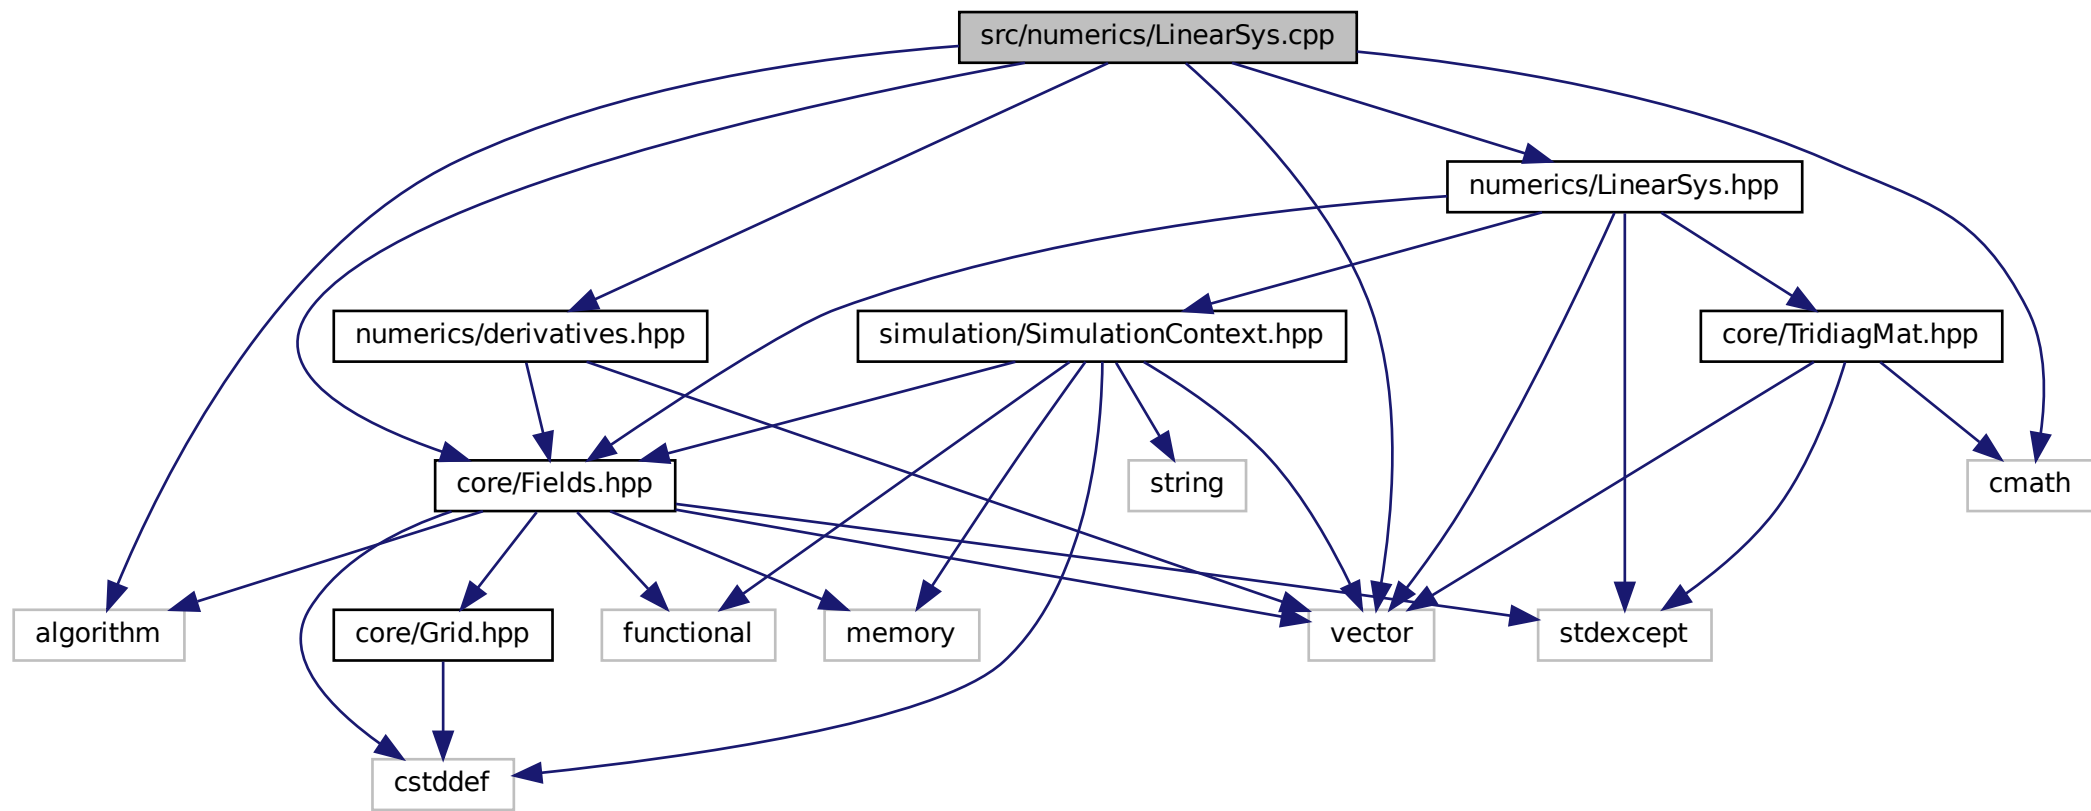 src/numerics/LinearSys.cpp
numerics/LinearSys.hpp
numerics/derivatives.hpp
simulation/SimulationContext.hpp
core/TridiagMat.hpp
core/Fields.hpp
string
cmath
algorithm
core/Grid.hpp
functional
memory
vector
stdexcept
cstddef